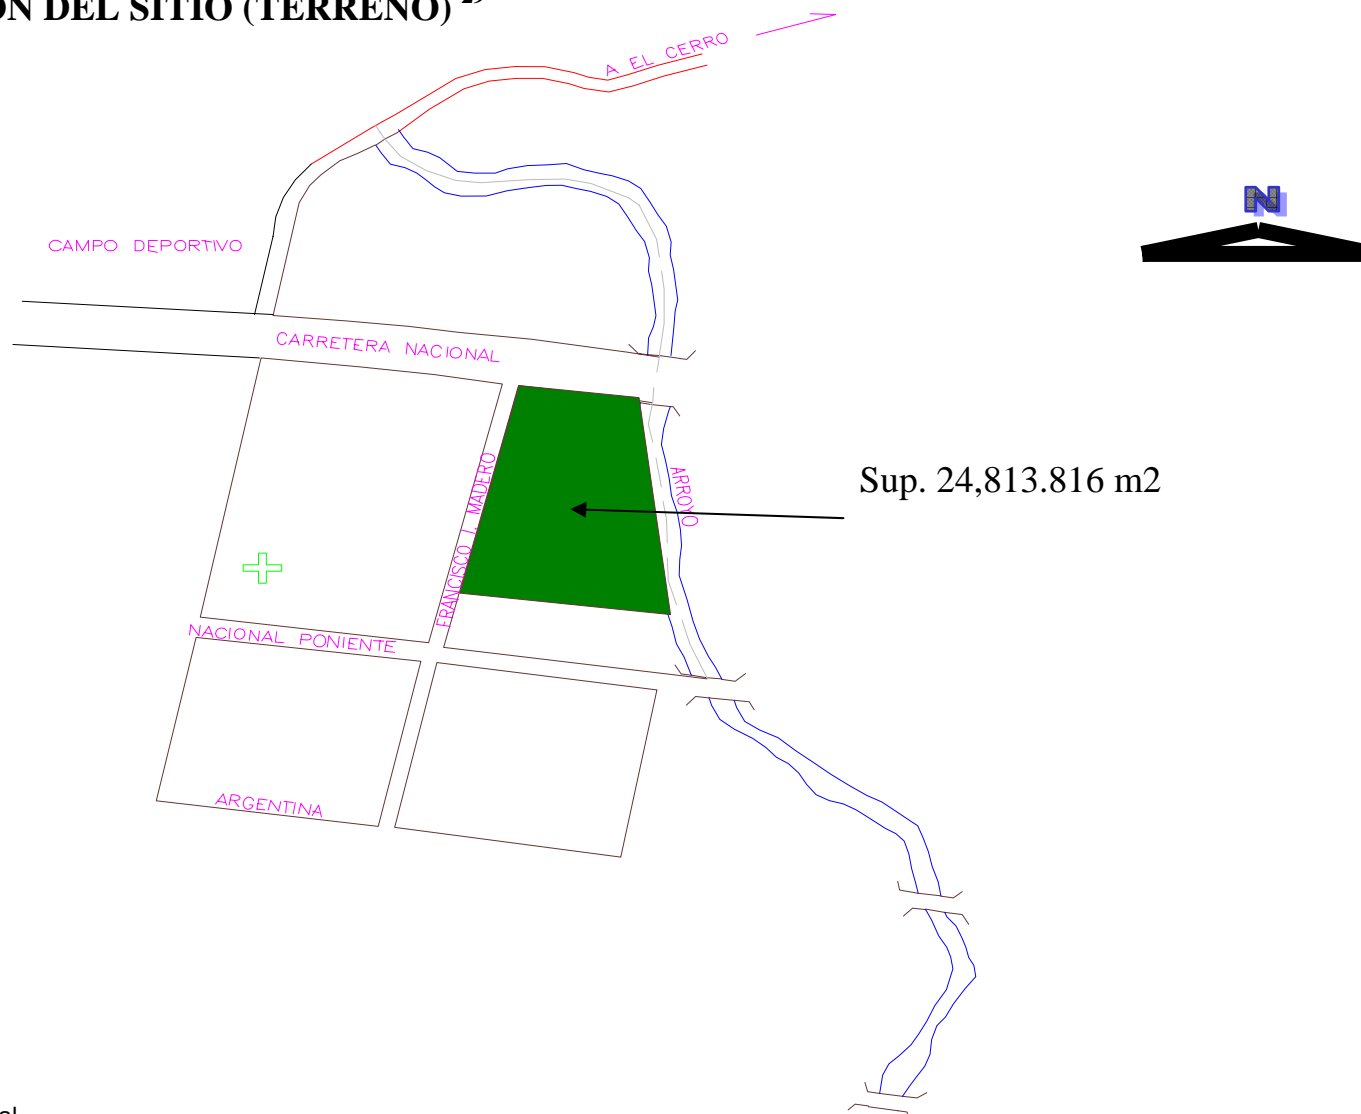 ON DEL SITIO (TERRENO) 29
A EL CERRO
N
CAMPO DEPORTIVO
CARRETERA NACIONAL
FRANCISCO I. MADERO
ARROYO
Sup. 24,813.816 m2
NACIONAL PONIENTE
ARGENTINA